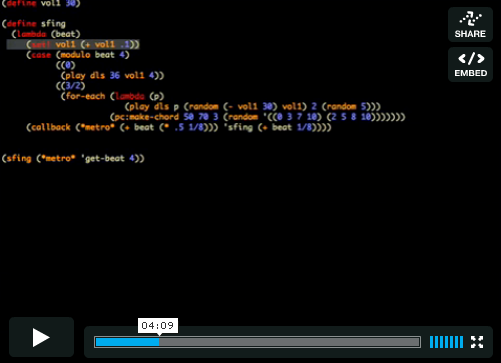 (define vol1 30)
(define sfing
(lambda (beat)
(set! vol1 (+ vol1 .1))
(case (modulo beat 4)
((0)
(play dls 36 vol1 4))
((3/2)
(for-each (lambda (p)
(play dls p (random (- vol1 30) vol1) 2 (random 5)))
(pc:make-chord 50 70 3 (random '((0 3 7 10) (2 5 8 10)))))))
(callback (*metro* (+ beat (* .5 1/8))) 'sfing (+ beat 1/8))))
(sfing (*metro* 'get-beat 4))
SHARE
EMBED
04:09